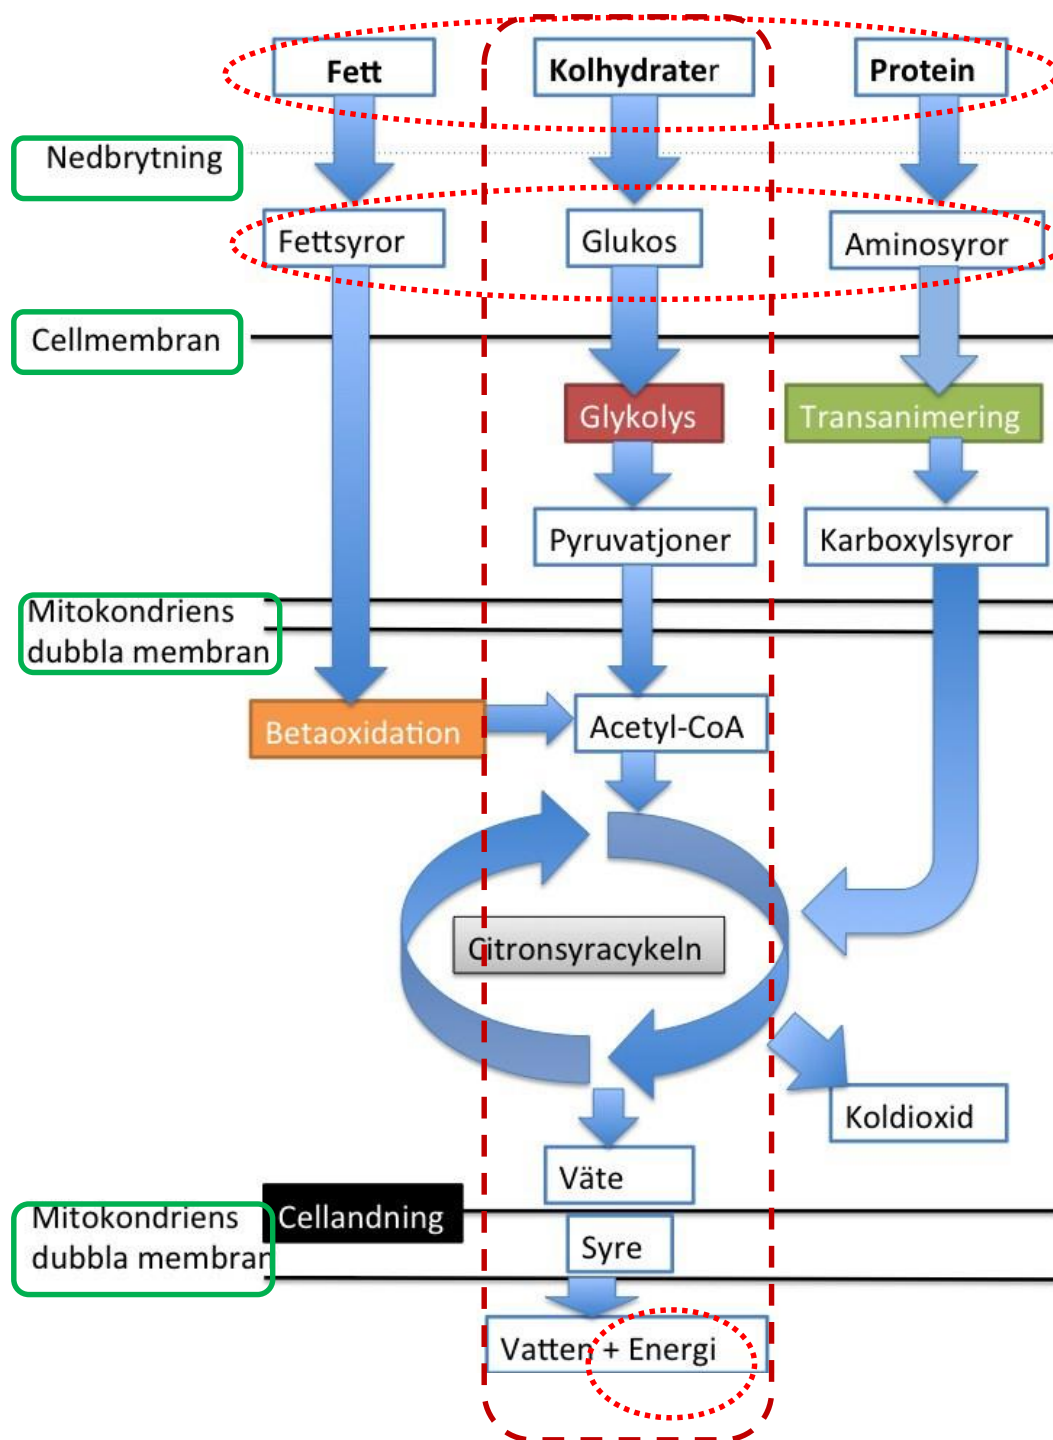 Fett
Kolhydrater
Protein
Nedbrytning
Fettsyror
Glukos
Aminosyror
Cellmembran
Glykolys
Transanimering
Pyruvatjoner
Karboxylsyror
Mitokondriens
dubbla membran
Betaoxidation
Acetyl-CoA
Citronsyracykeln
Koldioxid
Väte
Mitokondriens
dubbla membran
Cellandning
Syre
Vatten + Energi